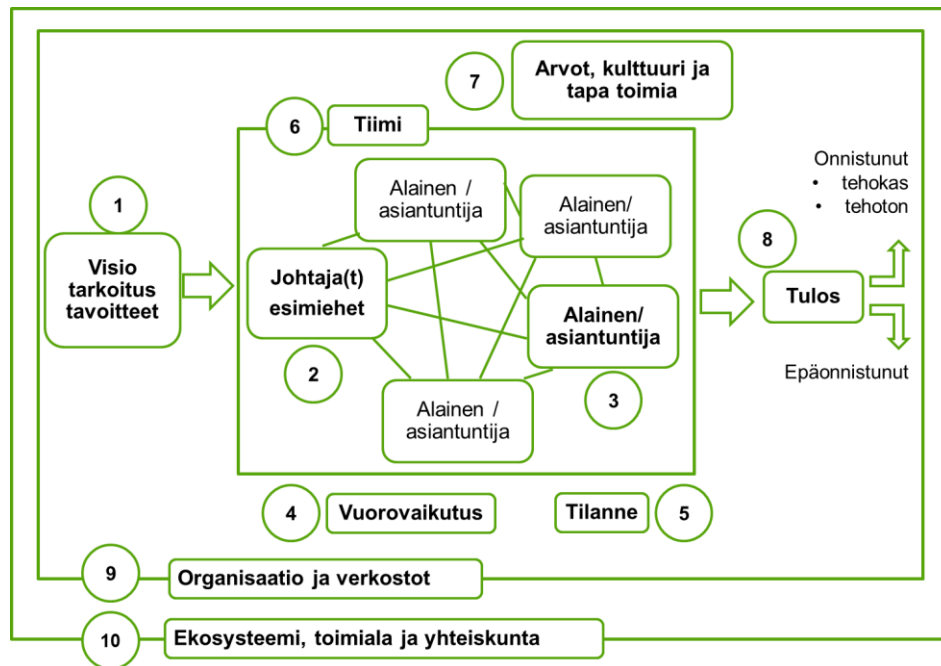 7
Arvot, kulttuuri ja
tapa toimia
6
Tiimi
1
Visio
tarkoitus
tavoitteet
Alainen /
asiantuntija
Alainen/
asiantuntija
Johtaja(t)
esimiehet
2
Alainen/
asiantuntija
3
Alainen /
asiantuntija
Onnistunut
• tehokas
• tehoton
8
Tulos
Epäonnistunut
4
Vuorovaikutus
Tilanne
5
9
Organisaatio ja verkostot
10
Ekosysteemi, toimiala ja yhteiskunta